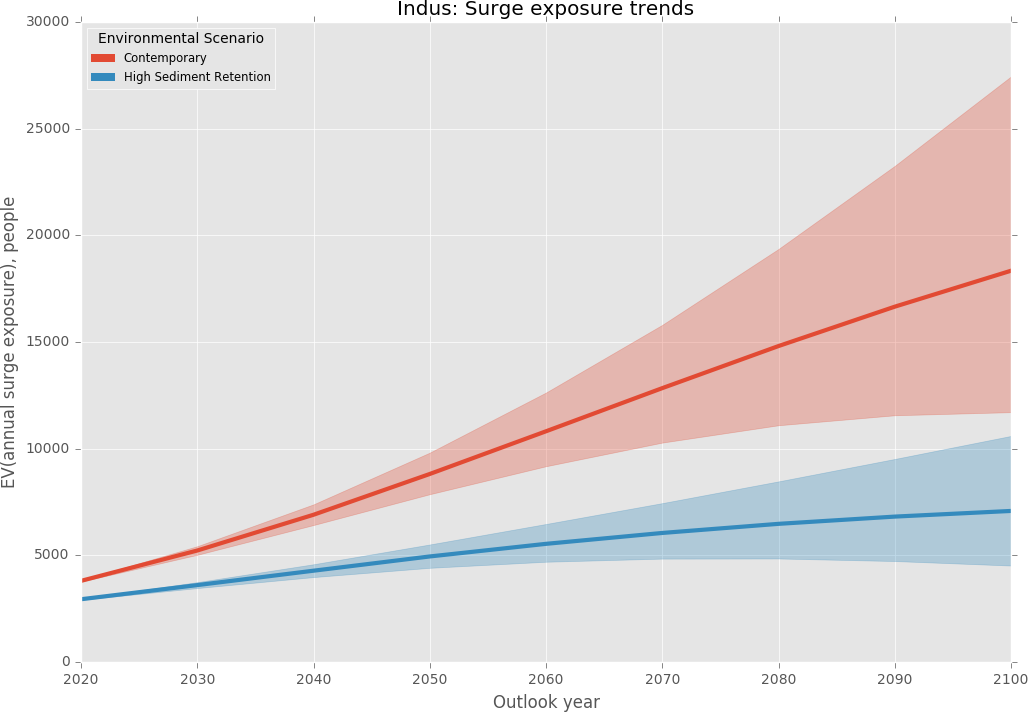 Indus: Surge exposure trends
30000
Environmental Scenario
Contemporary
High Sediment Retention
25000
20000
EV(annual surge exposure), people
15000
10000
5000
0
2020 2030 2040 2050 2060 2070 2080 2090 2100
Outlook year